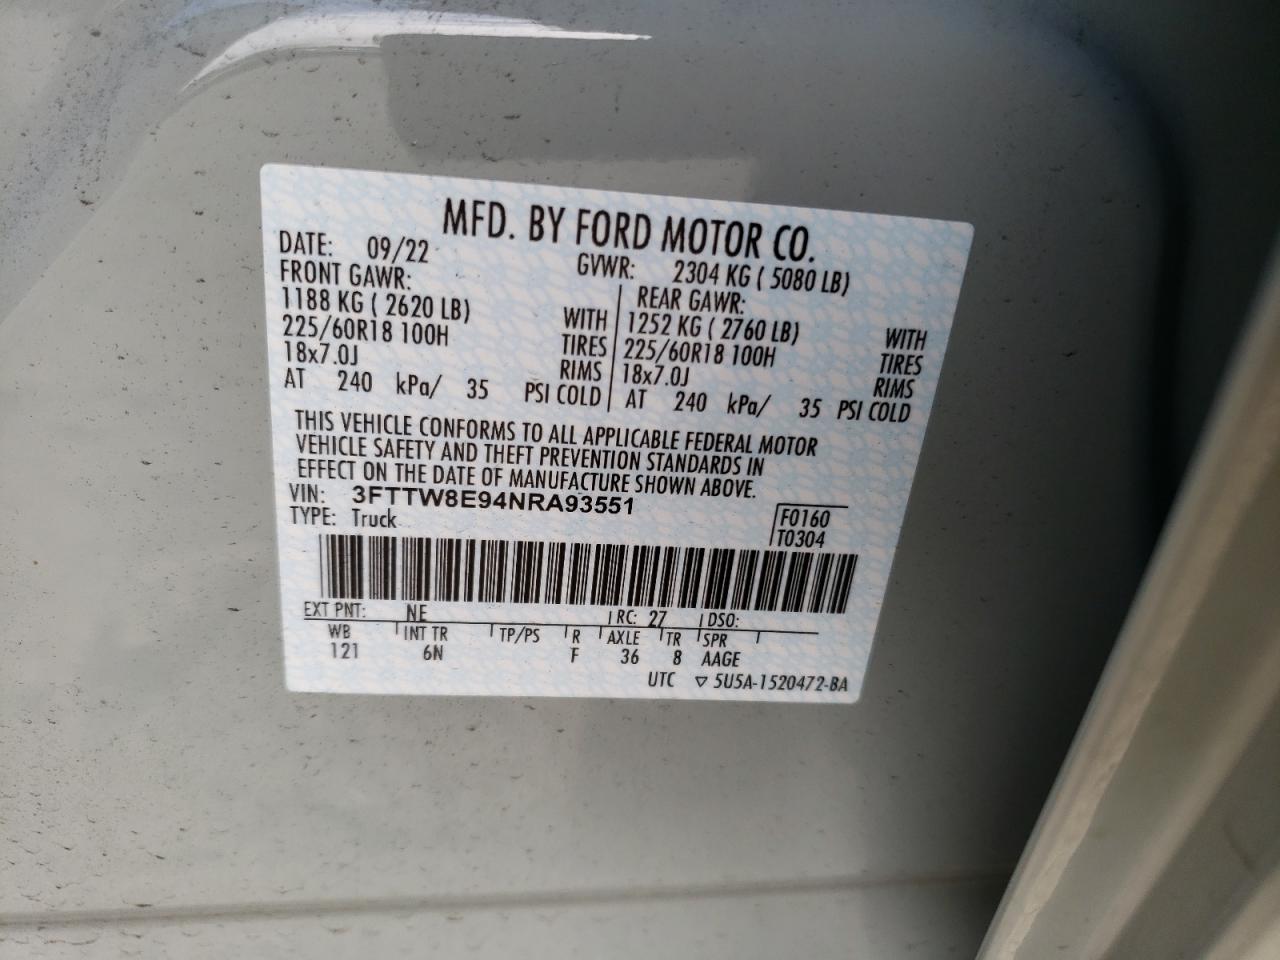 MFD. BY FORD MOTOR CO.
DATE: 09/22 GVWR: 2304 KG ( 5080 LB)
FRONT GAWR: REAR GAWR:
1188 KG ( 2620 LB) WITH 1252 KG ( 2760 LB) WITH
225/60R18 100H TIRES 225/60R18 100H TIRES
18x7.0J RIMS 18x7.0J RIMS
AT 240 kPa/ 35 PSI COLD AT 240 kPa/ 35 PSI COLD
THIS VEHICLE CONFORMS TO ALL APPLICABLE FEDERAL MOTOR
VEHICLE SAFETY AND THEFT PREVENTION STANDARDS IN
EFFECT ON THE DATE OF MANUFACTURE SHOWN ABOVE.
VIN: 3FTTW8E94NRA93551 F0160
TYPE: Truck T0304
EXT PNT: NE RC: 27 DSO:
WB INT TR TP/PS R AXLE TR SPR
121 6N F 36 8 AAGE
UTC ▽ 5U5A-1520472-BA